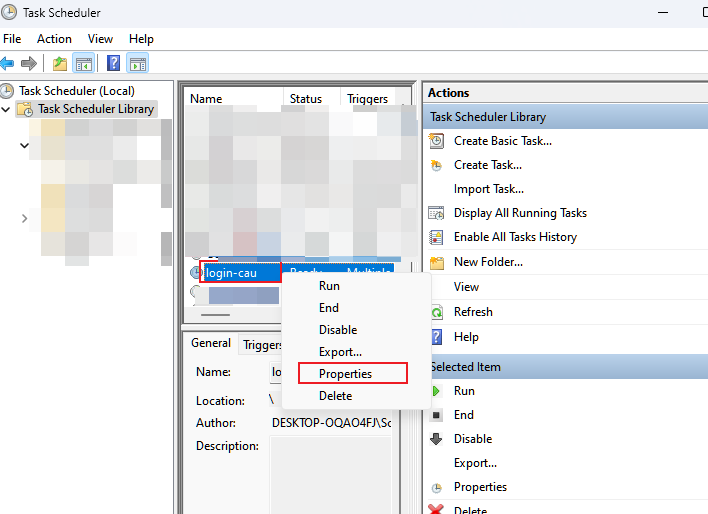 Task Scheduler
File Action View Help
Task Scheduler (Local)
Task Scheduler Library
Name Status Triggers
login-cau Ready Multiple
Run
End
Disable
Export...
Properties
Delete
General Triggers
Name: lo
Location: \
Author: DESKTOP-OQAO4FJ\Sc
Description:
Actions
Task Scheduler Library
Create Basic Task...
Create Task...
Import Task...
Display All Running Tasks
Enable All Tasks History
New Folder...
View
Refresh
Help
Selected Item
Run
End
Disable
Export...
Properties
Delete